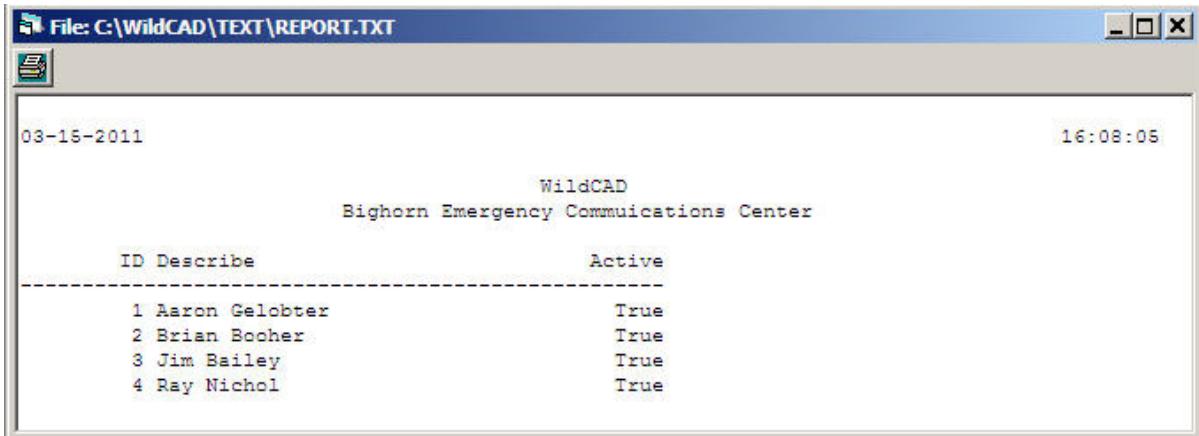 File: C:\WildCAD\TEXT\REPORT.TXT
03-15-2011 16:08:05
WildCAD
Bighorn Emergency Commuications Center
ID Describe Active
-----------------------------------------------------
1 Aaron Gelobter True
2 Brian Booher True
3 Jim Bailey True
4 Ray Nichol True